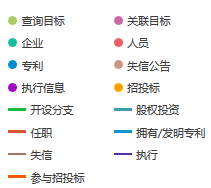 查询目标 关联目标
企业 人员
专利 失信公告
执行信息 招投标
开设分支 股权投资
任职 拥有/发明专利
失信 执行
参与招投标